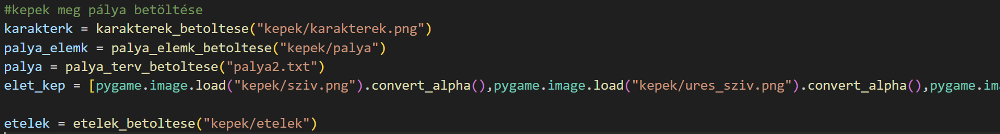 #kepek meg pálya betöltése
karakterk = karakterek_betoltese("kepek/karakterek.png")
palya_elemk = palya_elemk_betoltese("kepek/palya")
palya = palya_terv_betoltese("palya2.txt")
elet_kep = [pygame.image.load("kepek/sziv.png").convert_alpha(),pygame.image.load("kepek/ures_sziv.png").convert_alpha(),pygame.im
etelek = etelek_betoltese("kepek/etelek")